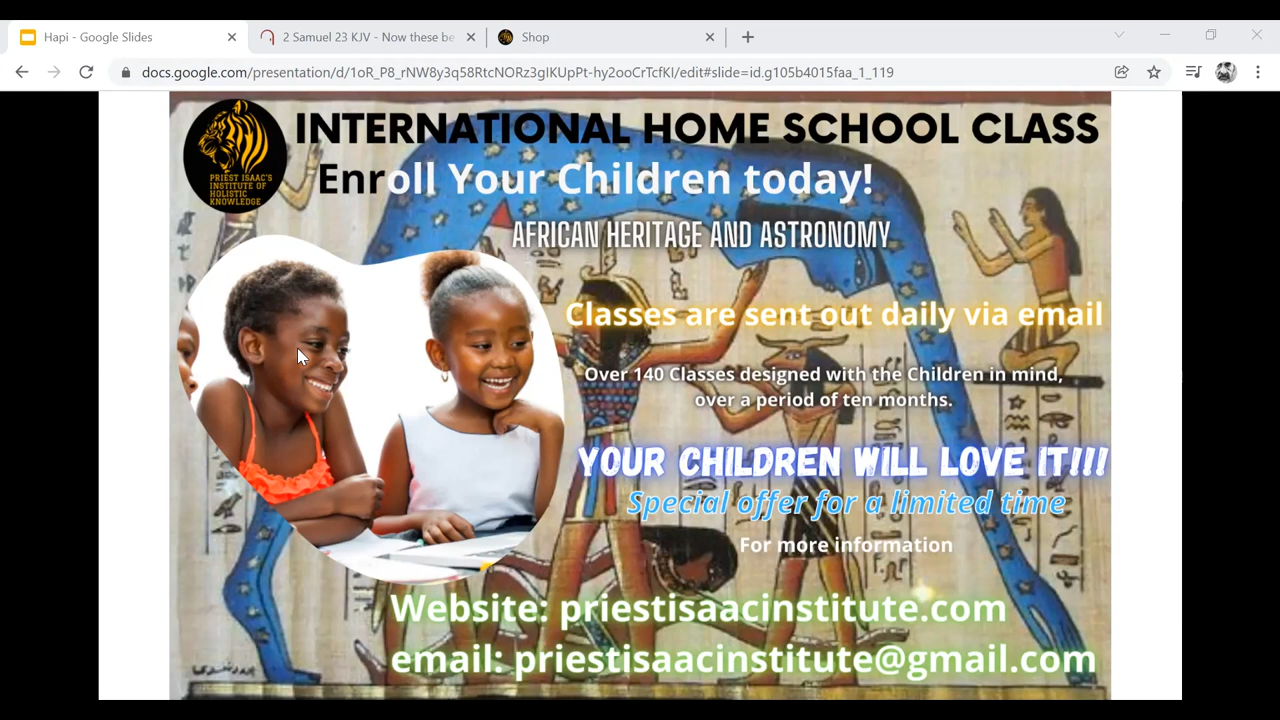 Hapi - Google Slides
2 Samuel 23 KJV - Now these be
Shop
docs.google.com/presentation/d/1oR_P8_rNW8y3q58RtcNORz3gIKUpPt-hy2ooCrTcfKI/edit#slide=id.g105b4015faa_1_119
PRIEST ISAAC'S
INSTITUTE OF
HOLISTIC
KNOWLEDGE
INTERNATIONAL HOME SCHOOL CLASS
Enroll Your Children today!
AFRICAN HERITAGE AND ASTRONOMY
Classes are sent out daily via email
Over 140 Classes designed with the Children in mind,
over a period of ten months.
YOUR CHILDREN WILL LOVE IT!!!
Special offer for a limited time
For more information
Website: priestisaacinstitute.com
email: priestisaacinstitute@gmail.com